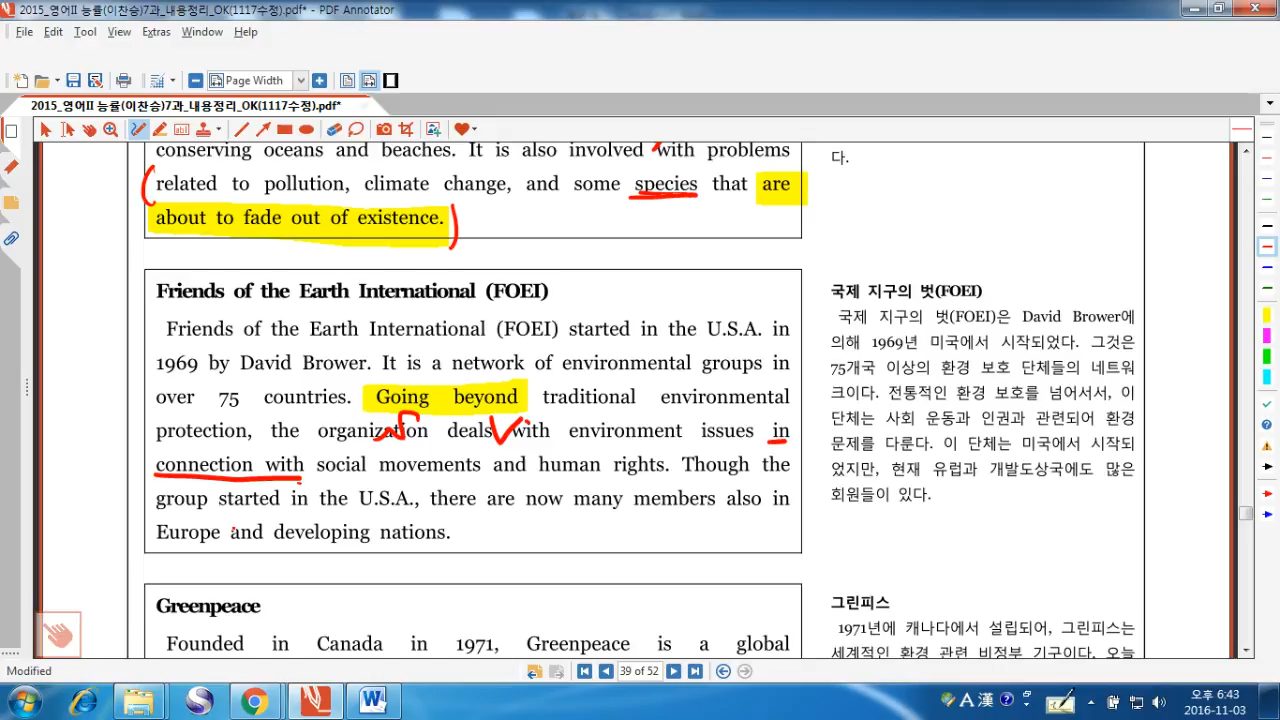 2015_영어II 능률(이찬승)7과_내용정리_OK(1117수정).pdf* - PDF Annotator
File Edit Tool View Extras Window Help
Page Width
2015_영어II 능률(이찬승)7과_내용정리_OK(1117수정).pdf*
conserving oceans and beaches. It is also involved with problems
related to pollution, climate change, and some species that are
about to fade out of existence.
다.
Friends of the Earth International (FOEI)
Friends of the Earth International (FOEI) started in the U.S.A. in
1969 by David Brower. It is a network of environmental groups in
over 75 countries. Going beyond traditional environmental
protection, the organization deals with environment issues in
connection with social movements and human rights. Though the
group started in the U.S.A., there are now many members also in
Europe and developing nations.
국제 지구의 벗(FOEI)
국제 지구의 벗(FOEI)은 David Brower에
의해 1969년 미국에서 시작되었다. 그것은
75개국 이상의 환경 보호 단체들의 네트워
크이다. 전통적인 환경 보호를 넘어서서, 이
단체는 사회 운동과 인권과 관련되어 환경
문제를 다룬다. 이 단체는 미국에서 시작되
었지만, 현재 유럽과 개발도상국에도 많은
회원들이 있다.
Greenpeace
Founded in Canada in 1971, Greenpeace is a global
그린피스
1971년에 캐나다에서 설립되어, 그린피스는
세계적인 환경 관련 비정부 기구이다. 오늘
Modified
39 of 52
A 漢
오후 6:43
2016-11-03